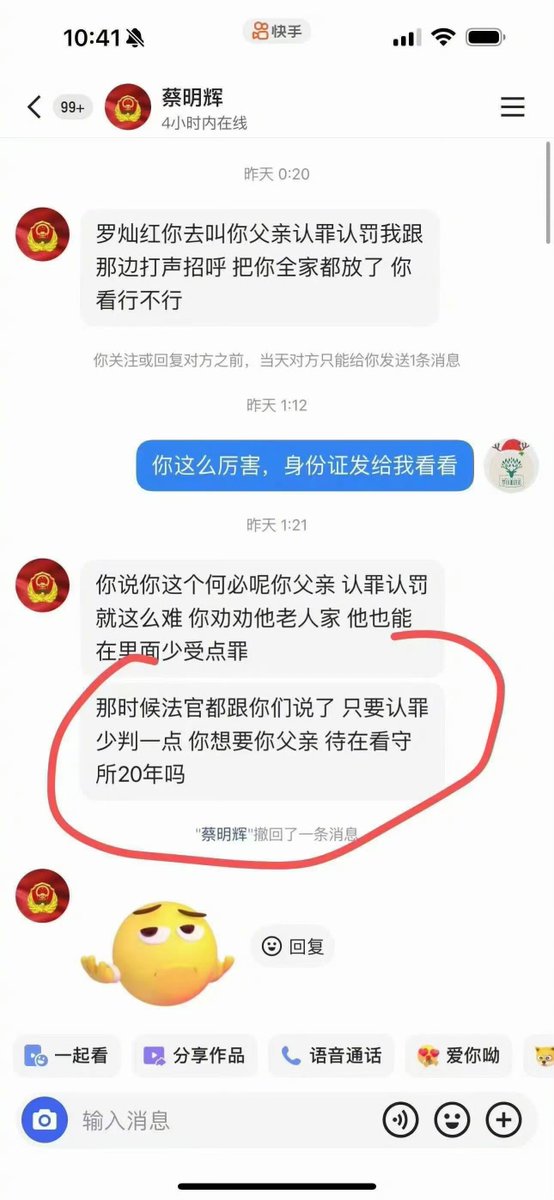 10:41
快手
99+
蔡明辉
4小时内在线
昨天 0:20
罗灿红你去叫你父亲认罪认罚我跟
那边打声招呼 把你全家都放了 你
看行不行
你关注或回复对方之前，当天对方只能给你发送1条消息
昨天 1:12
你这么厉害，身份证发给我看看
昨天 1:21
你说你这个何必呢你父亲 认罪认罚
就这么难 你劝劝他老人家 他也能
在里面少受点罪
那时候法官都跟你们说了 只要认罪
少判一点 你想要你父亲 待在看守
所20年吗
"蔡明辉"撤回了一条消息
回复
一起看
分享作品
语音通话
爱你呦
输入消息